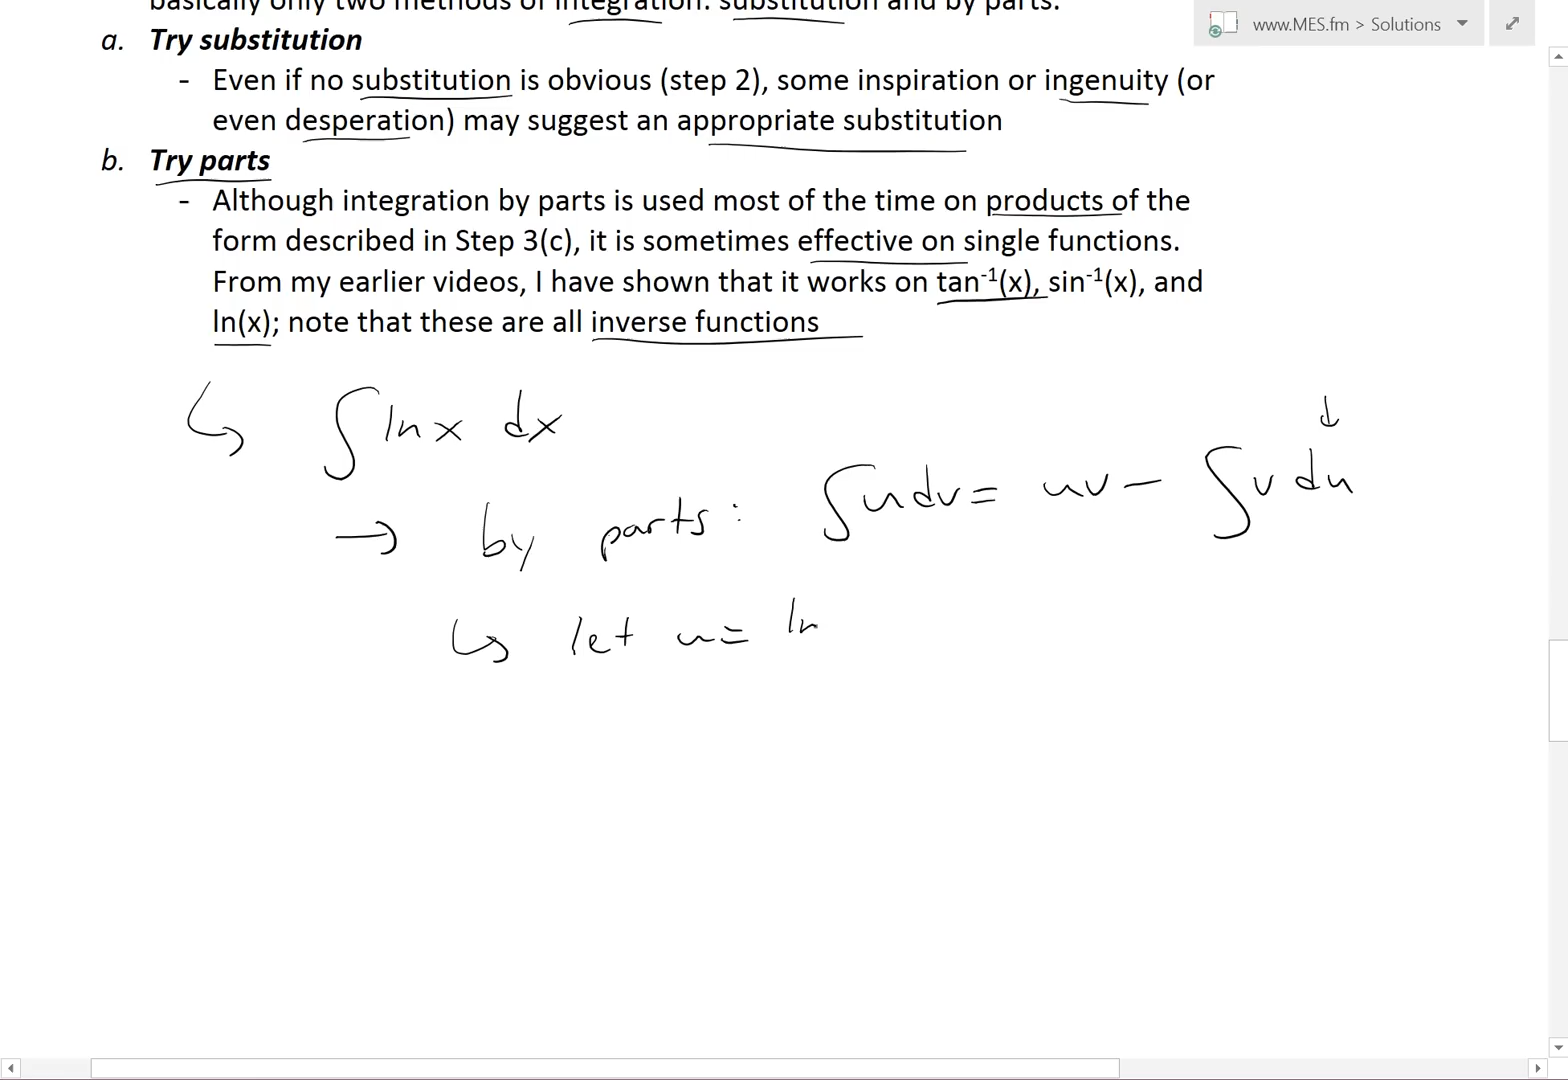 basically only two methods of integration: substitution and by parts.
www.MES.fm > Solutions
a. Try substitution
- Even if no substitution is obvious (step 2), some inspiration or ingenuity (or
even desperation) may suggest an appropriate substitution
b. Try parts
- Although integration by parts is used most of the time on products of the
form described in Step 3(c), it is sometimes effective on single functions.
From my earlier videos, I have shown that it works on tan⁻¹(x), sin⁻¹(x), and
ln(x); note that these are all inverse functions
↳ ∫ ln x dx
→ by parts: ∫ u dv = uv − ∫ v du
↳ let u = ln